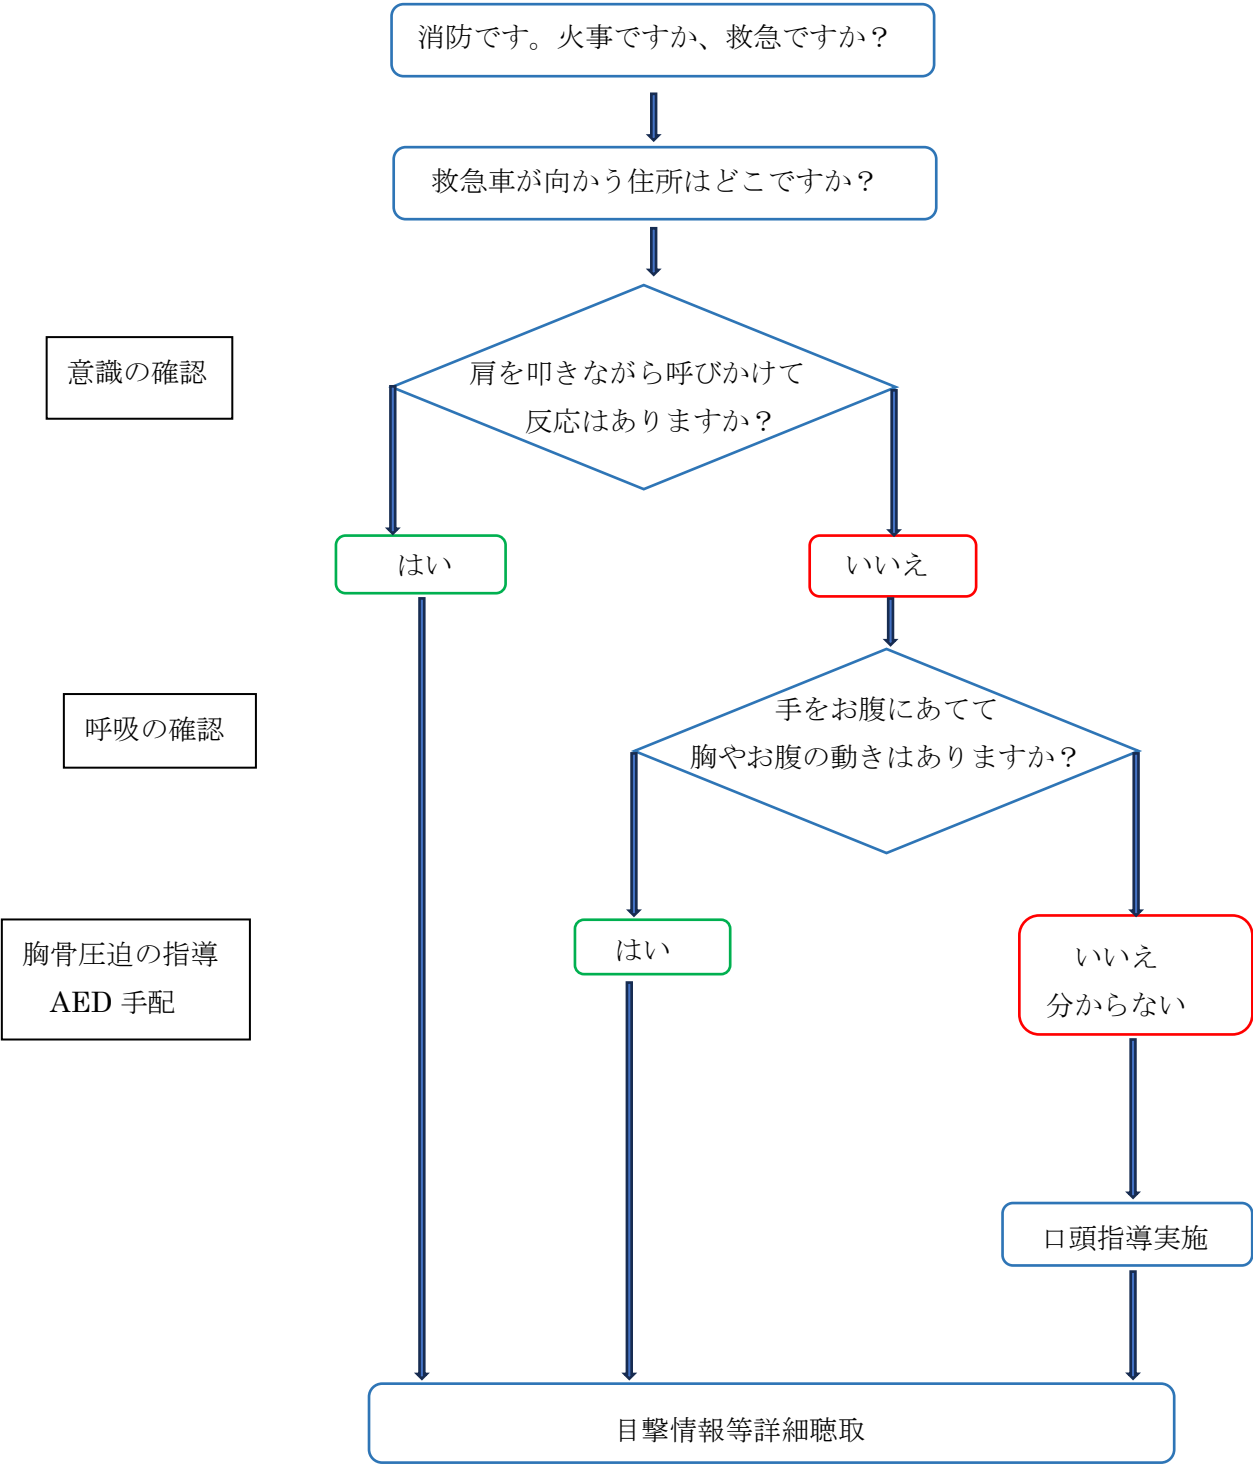 消防です。火事ですか、救急ですか？
救急車が向かう住所はどこですか？
意識の確認
肩を叩きながら呼びかけて
反応はありますか？
はい
いいえ
呼吸の確認
手をお腹にあてて
胸やお腹の動きはありますか？
胸骨圧迫の指導
AED 手配
はい
いいえ
分からない
口頭指導実施
目撃情報等詳細聴取